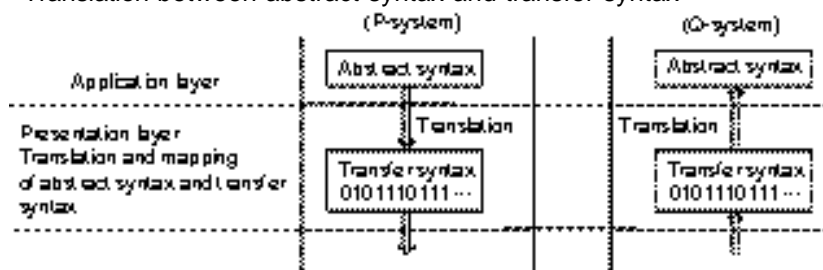 Translation between abstract syntax and transfer syntax
(P-system)
(Q-system)
Application layer
Abstract syntax
Abstract syntax
Translation
Translation
Presentation layer
Translation and mapping
of abstract syntax and transfer
syntax
Transfer syntax
0101110111 ···
Transfer syntax
0101110111 ···